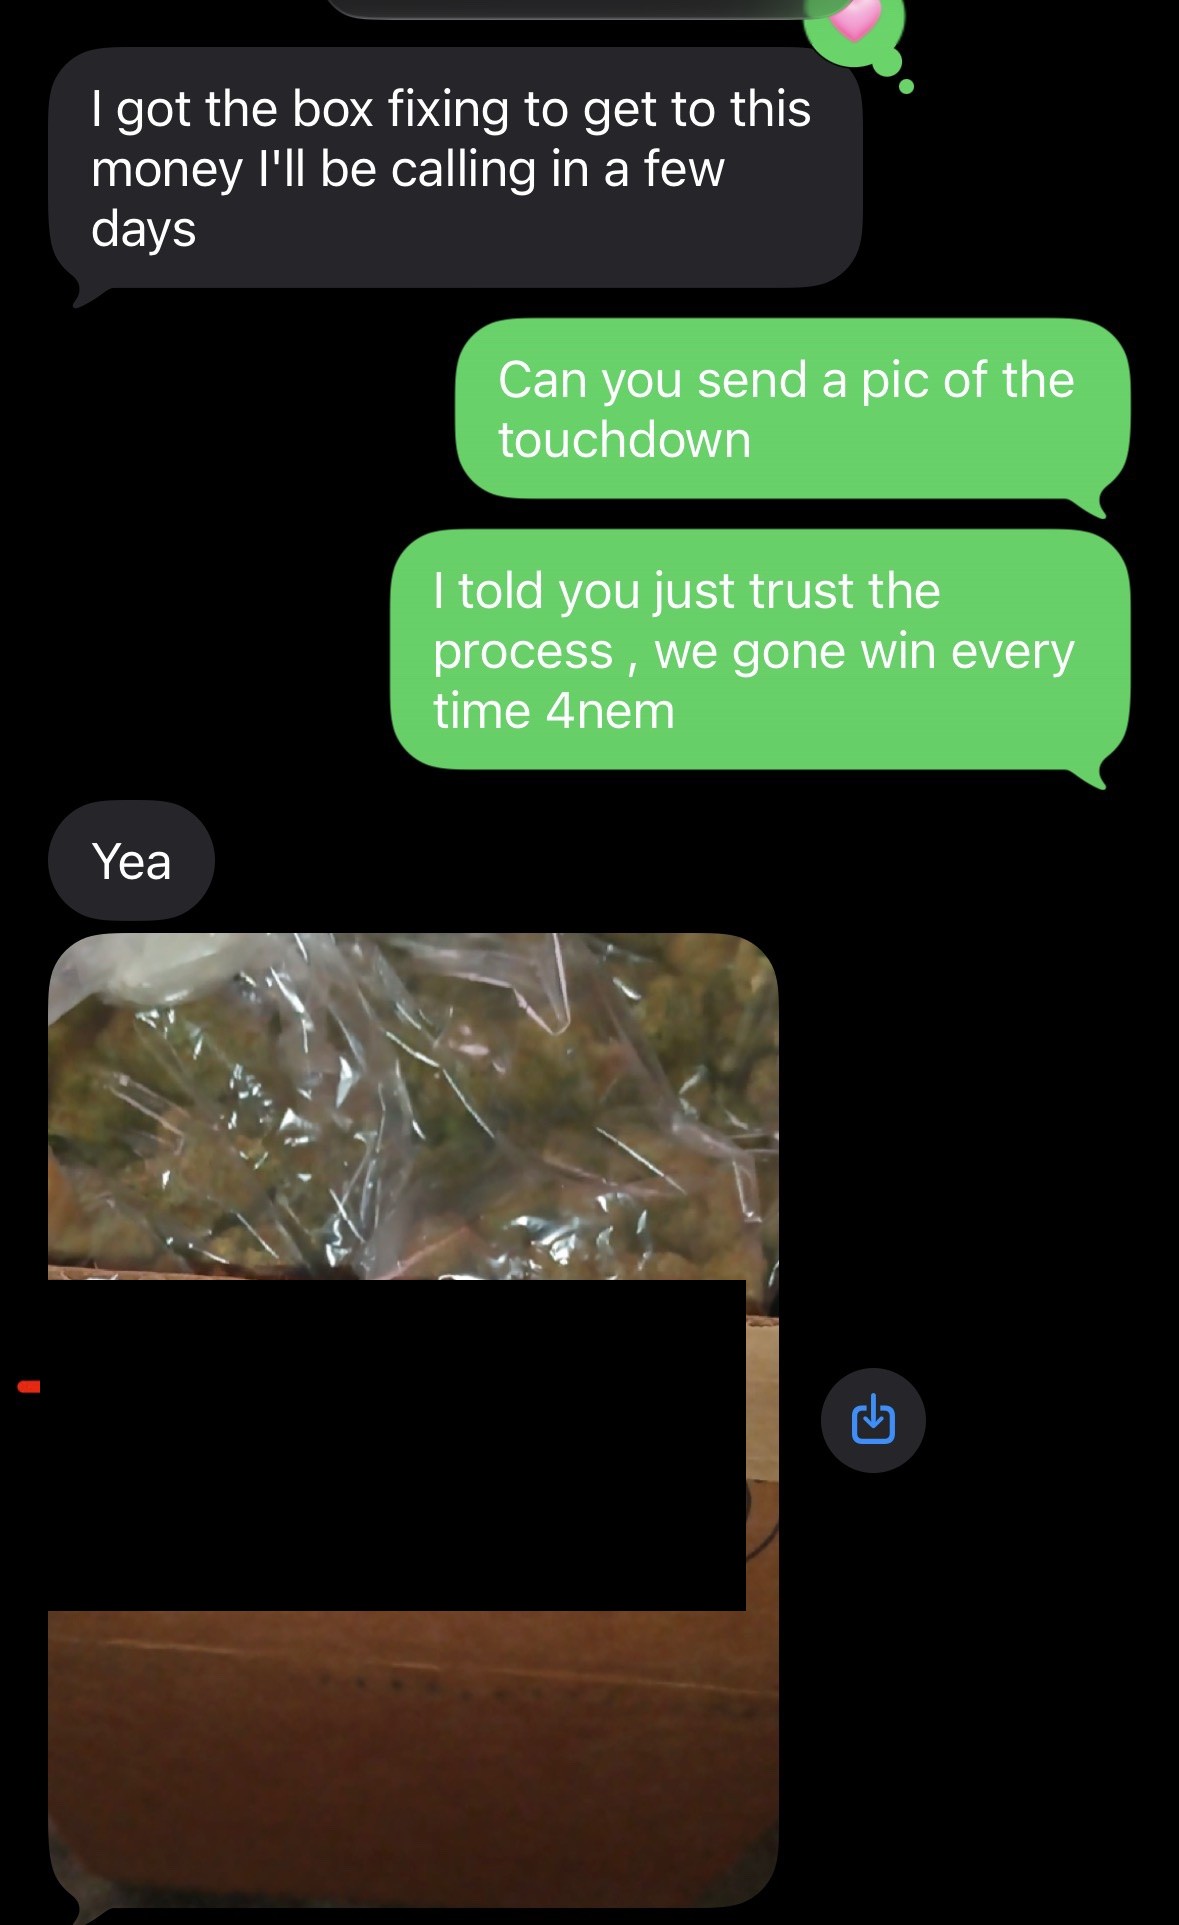 I got the box fixing to get to this
money I'll be calling in a few
days
Can you send a pic of the
touchdown
I told you just trust the
process , we gone win every
time 4nem
Yea